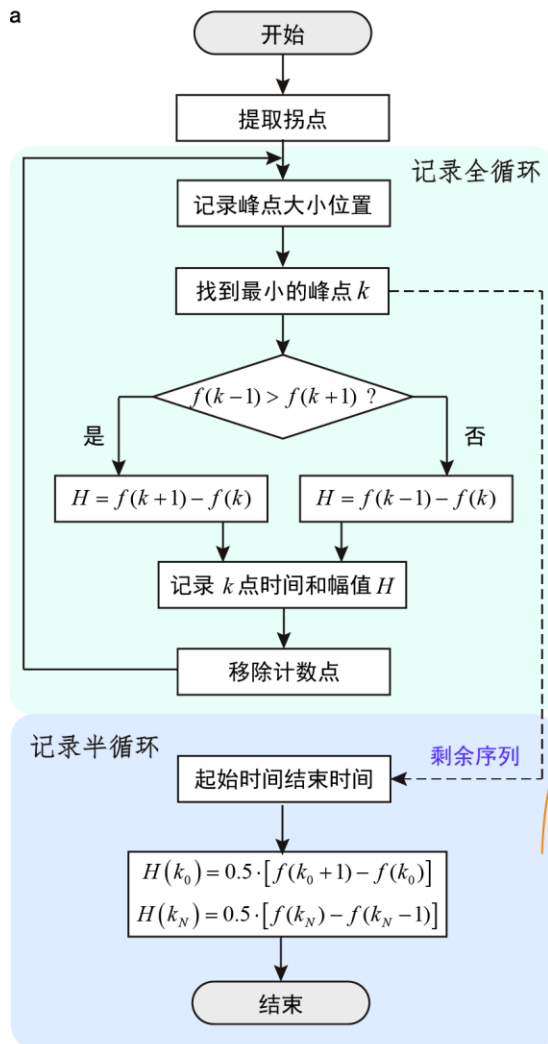 a
开始
提取拐点
记录全循环
记录峰点大小位置
找到最小的峰点 k
f(k−1) > f(k+1) ?
是
否
H = f(k+1) − f(k)
H = f(k−1) − f(k)
记录 k 点时间和幅值 H
移除计数点
记录半循环
剩余序列
起始时间结束时间
H(k₀) = 0.5·[f(k₀+1) − f(k₀)]
H(k_N) = 0.5·[f(k_N) − f(k_N−1)]
结束